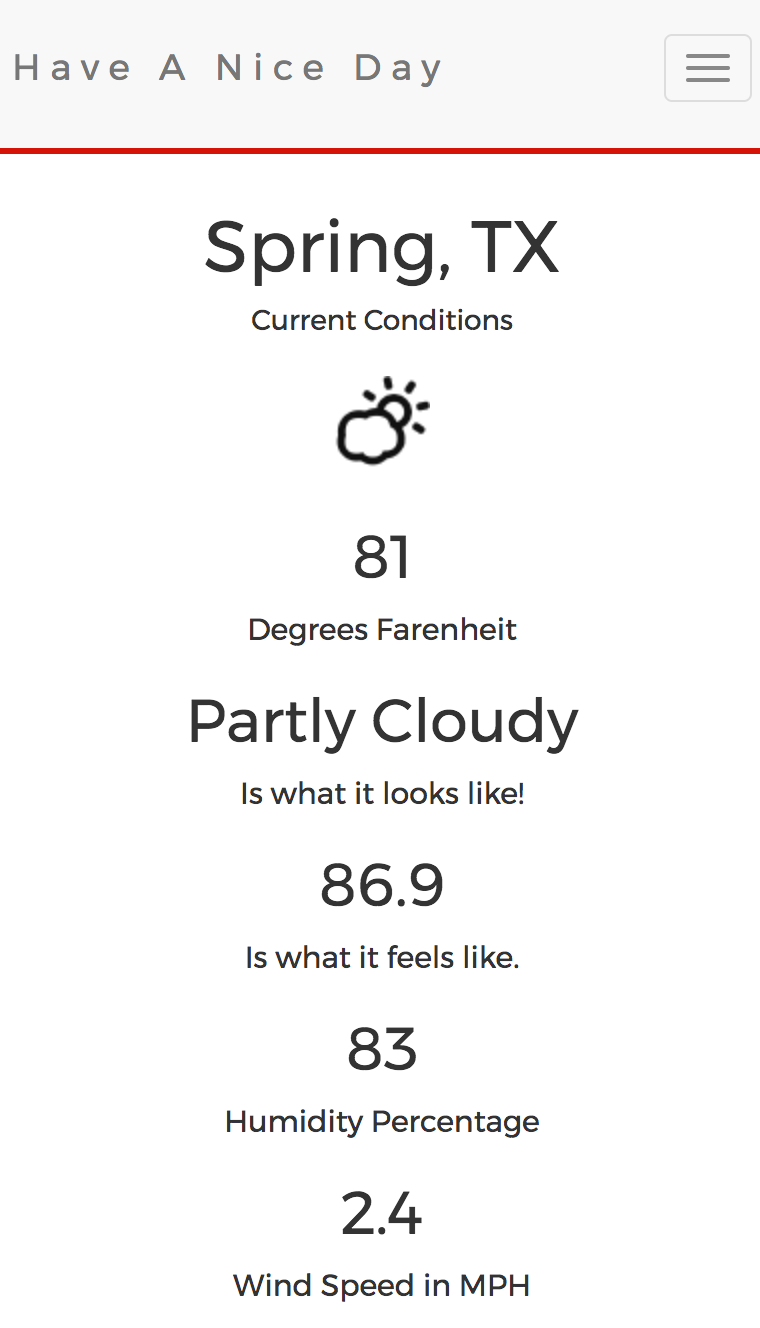 Have A Nice Day
Spring, TX
Current Conditions
81
Degrees Farenheit
Partly Cloudy
Is what it looks like!
86.9
Is what it feels like.
83
Humidity Percentage
2.4
Wind Speed in MPH